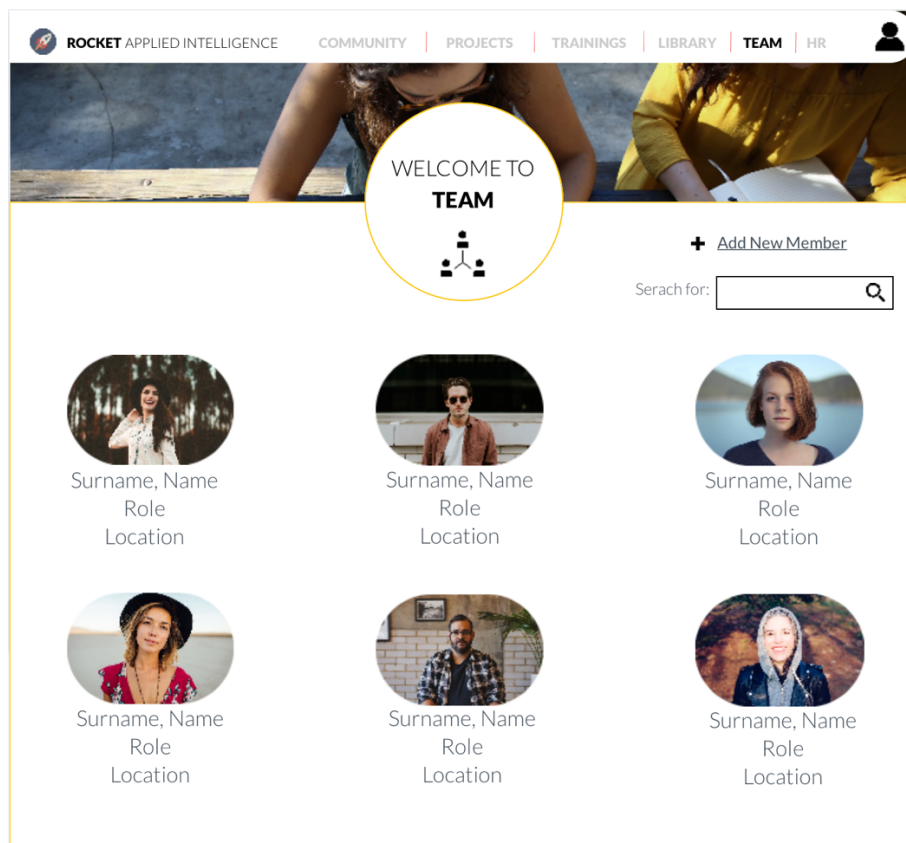 ROCKET APPLIED INTELLIGENCE
COMMUNITY
PROJECTS
TRAININGS
LIBRARY
TEAM
HR
WELCOME TO
TEAM
Add New Member
Serach for:
Surname, Name
Role
Location
Surname, Name
Role
Location
Surname, Name
Role
Location
Surname, Name
Role
Location
Surname, Name
Role
Location
Surname, Name
Role
Location